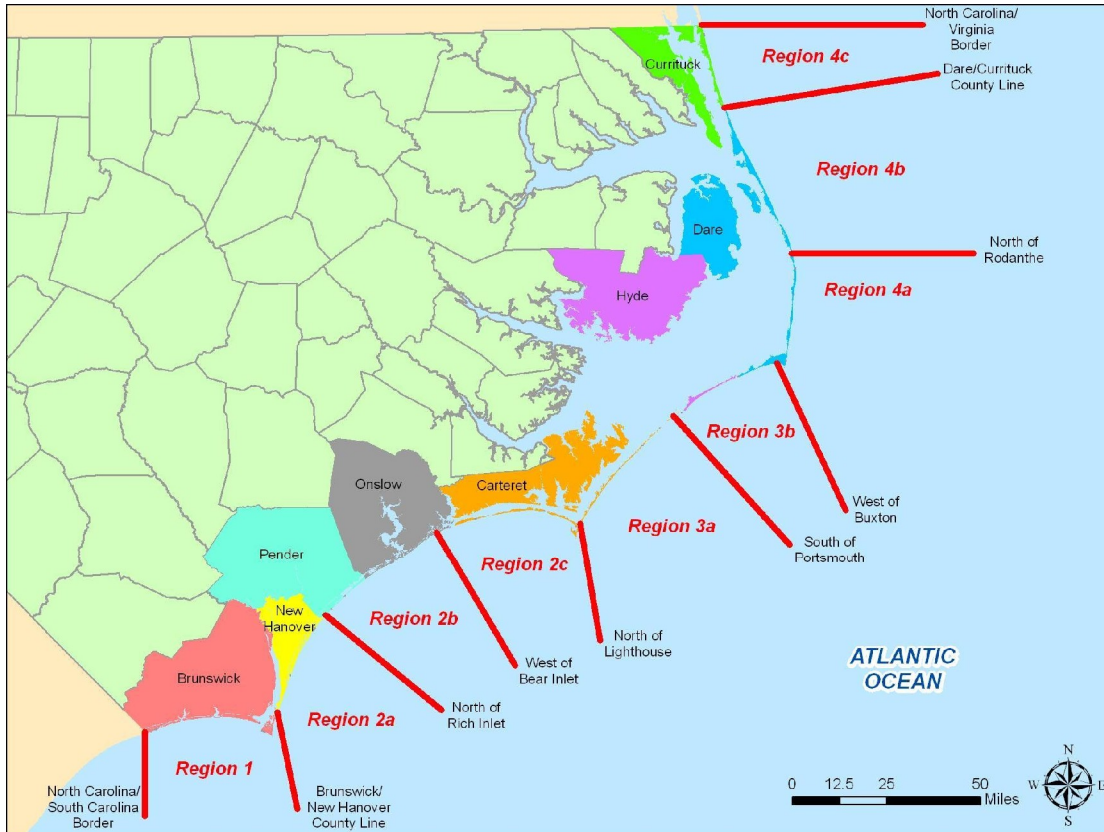 North Carolina/
Virginia
Border
Region 4c
Currituck
Dare/Currituck
County Line
Region 4b
Dare
North of
Rodanthe
Hyde
Region 4a
Region 3b
West of
Buxton
Onslow
Carteret
Region 3a
South of
Portsmouth
Pender
Region 2c
New
Hanover
Region 2b
North of
Lighthouse
West of
Bear Inlet
ATLANTIC
OCEAN
Brunswick
North of
Rich Inlet
Region 2a
Region 1
North Carolina/
South Carolina
Border
Brunswick/
New Hanover
County Line
0 12.5 25 50
Miles
N
W E
S